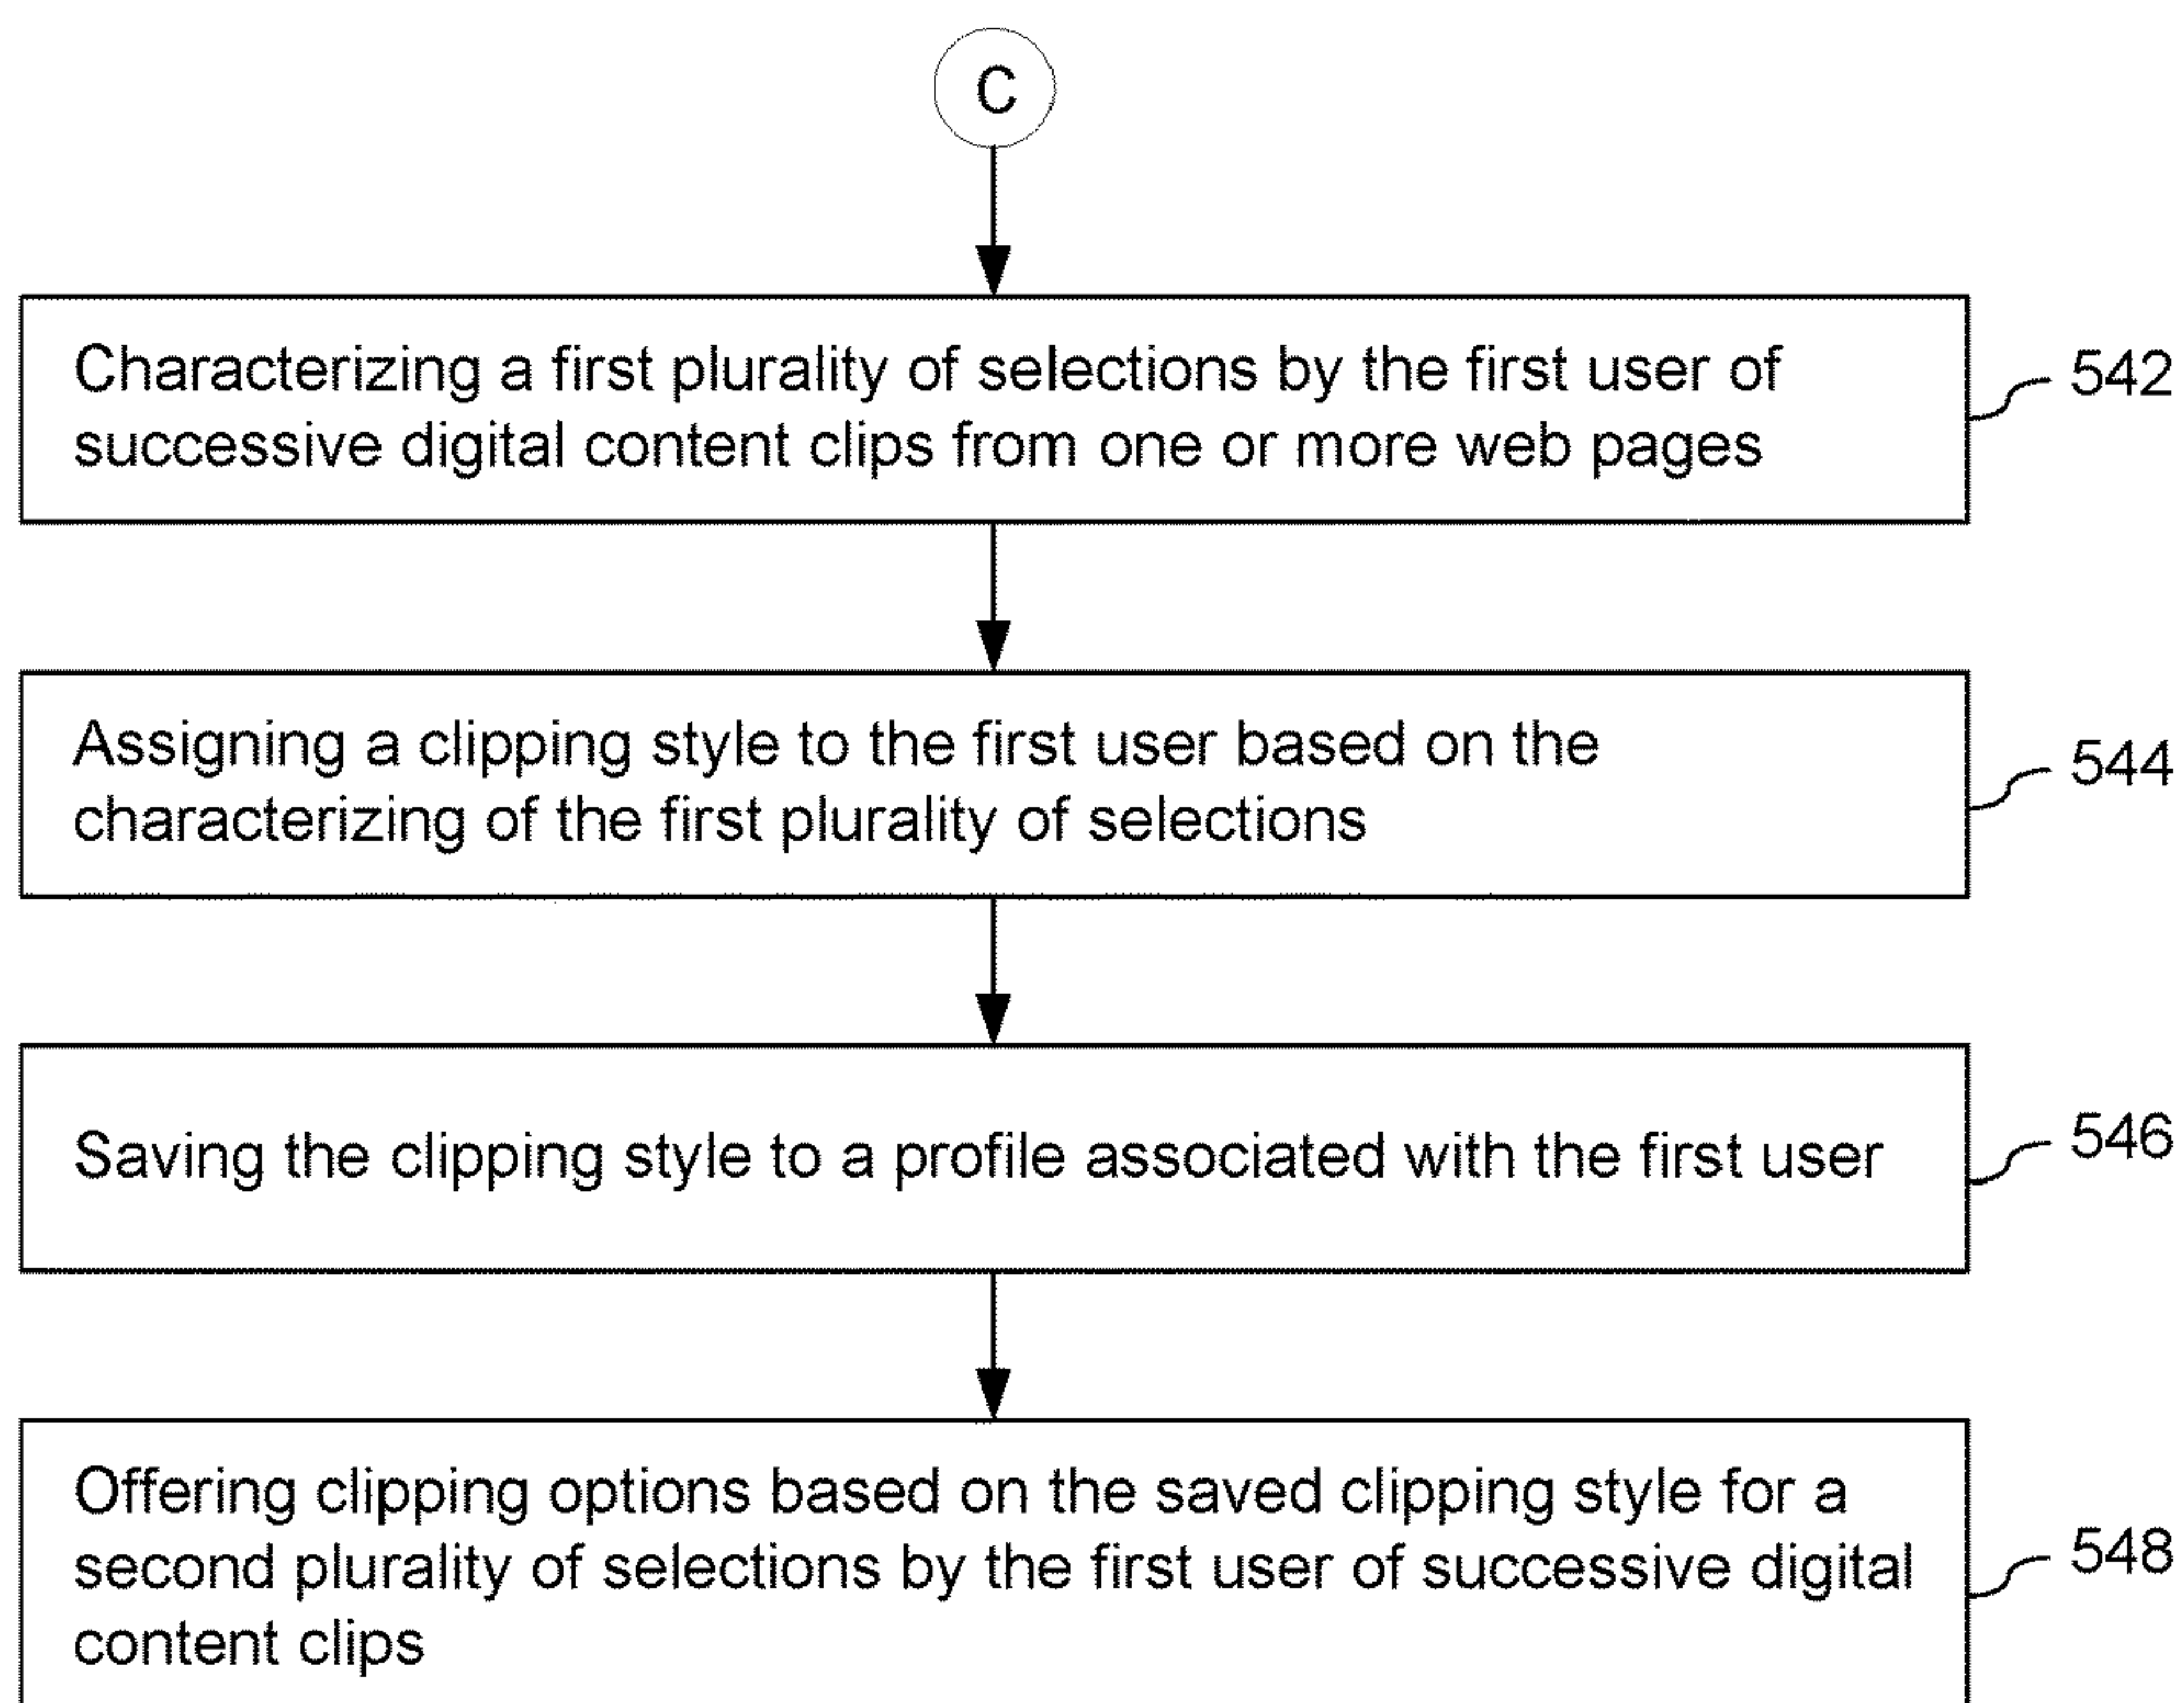 C
Characterizing a first plurality of selections by the first user of
successive digital content clips from one or more web pages
542
Assigning a clipping style to the first user based on the
characterizing of the first plurality of selections
544
Saving the clipping style to a profile associated with the first user
546
Offering clipping options based on the saved clipping style for a
second plurality of selections by the first user of successive digital
content clips
548